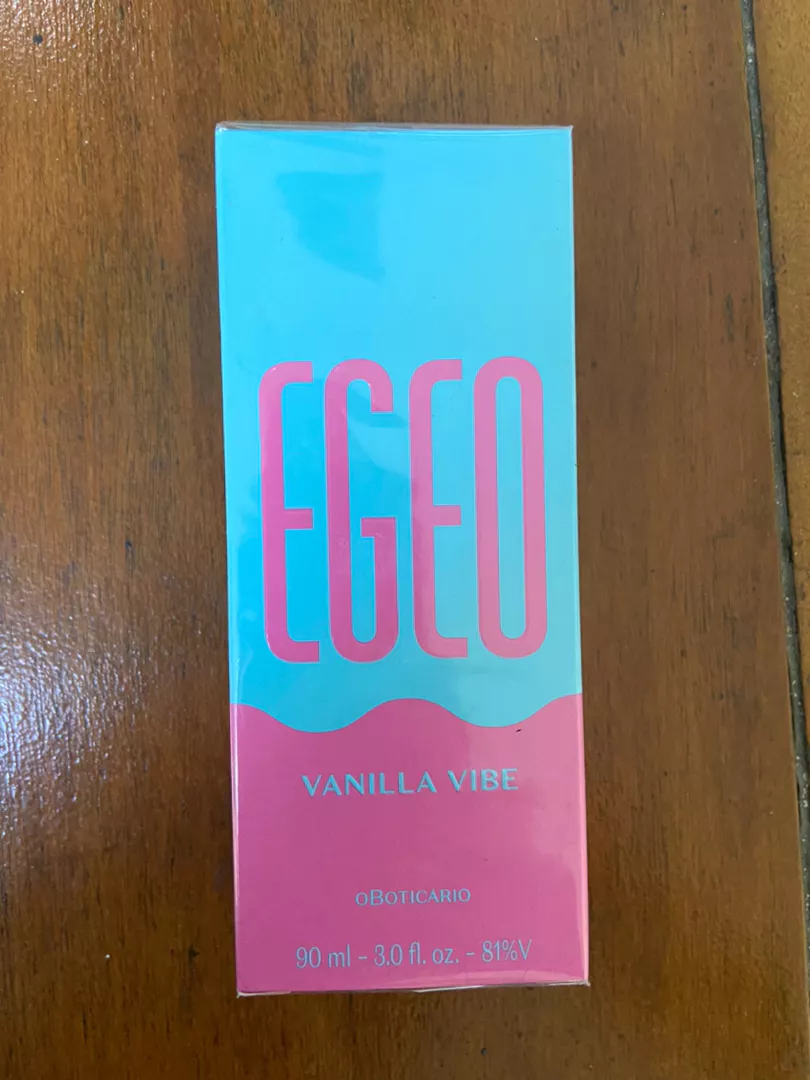 EGEO
VANILLA VIBE
oBOTICÁRIO
90 ml - 3.0 fl. oz. - 81%V